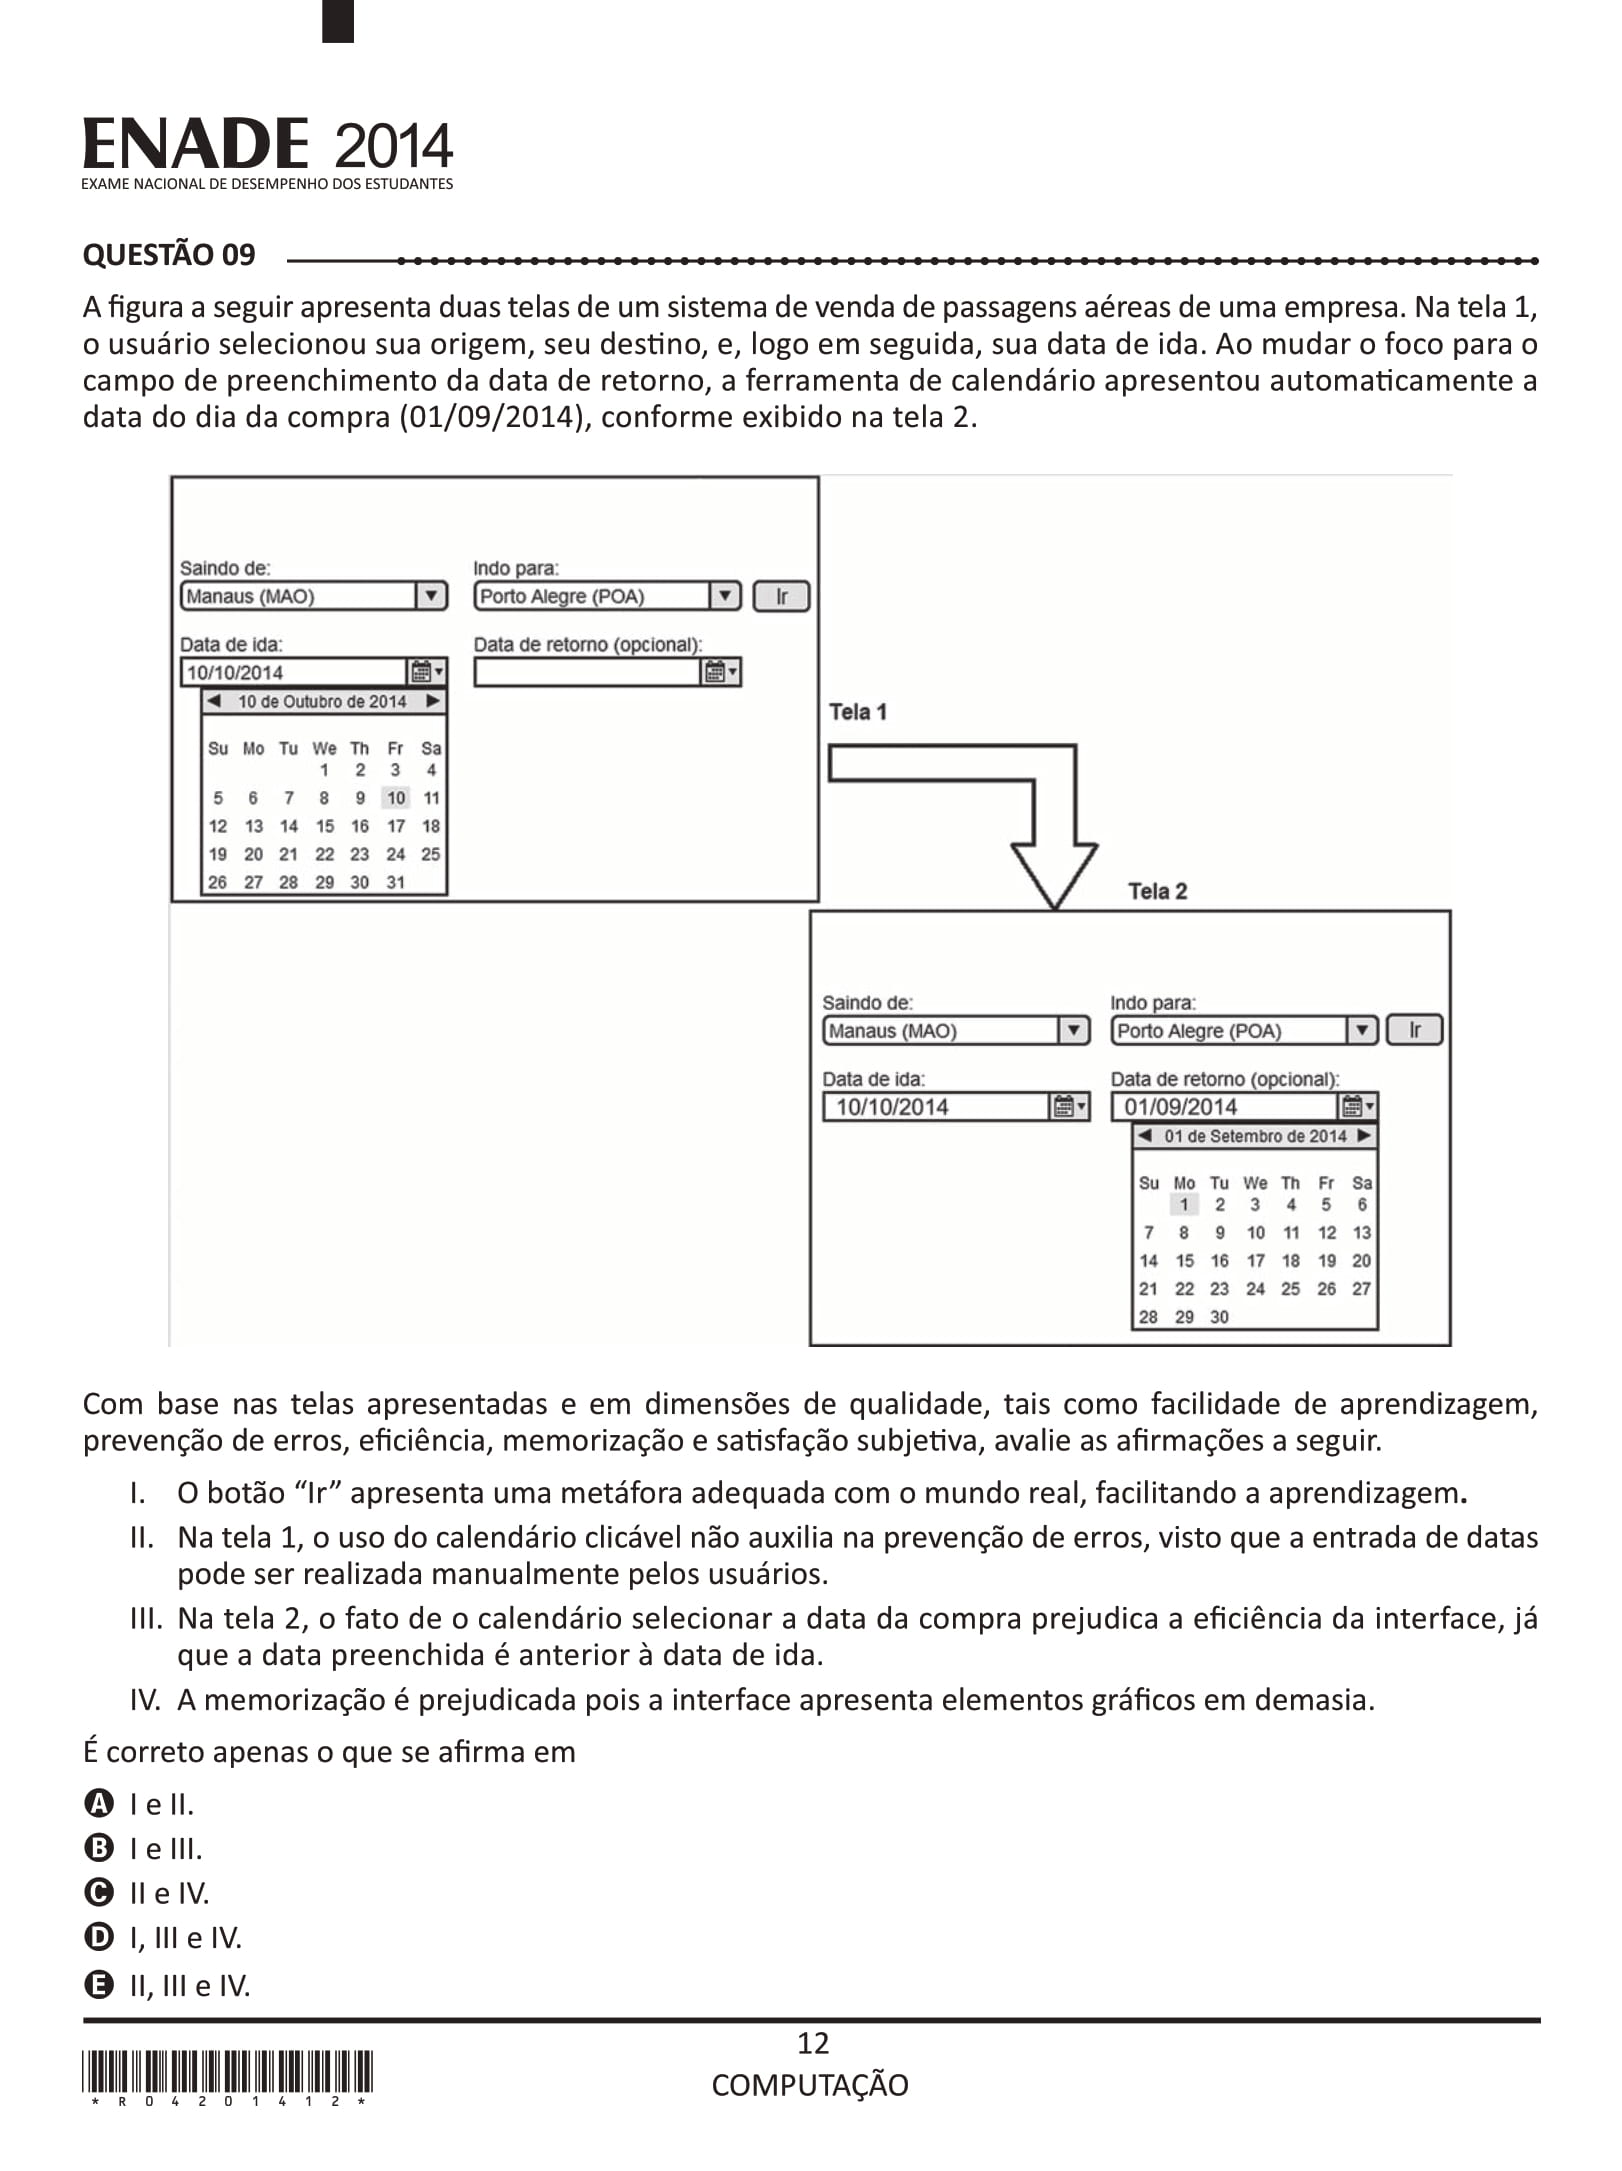 ENADE 2014
EXAME NACIONAL DE DESEMPENHO DOS ESTUDANTES
QUESTÃO 09
A figura a seguir apresenta duas telas de um sistema de venda de passagens aéreas de uma empresa. Na tela 1,
o usuário selecionou sua origem, seu destino, e, logo em seguida, sua data de ida. Ao mudar o foco para o
campo de preenchimento da data de retorno, a ferramenta de calendário apresentou automaticamente a
data do dia da compra (01/09/2014), conforme exibido na tela 2.
Saindo de: Indo para:
Manaus (MAO) Porto Alegre (POA) Ir
Data de ida: Data de retorno (opcional):
10/10/2014
10 de Outubro de 2014
Su Mo Tu We Th Fr Sa
1 2 3 4
5 6 7 8 9 10 11
12 13 14 15 16 17 18
19 20 21 22 23 24 25
26 27 28 29 30 31
Tela 1
Tela 2
Saindo de: Indo para:
Manaus (MAO) Porto Alegre (POA) Ir
Data de ida: Data de retorno (opcional):
10/10/2014 01/09/2014
01 de Setembro de 2014
Su Mo Tu We Th Fr Sa
1 2 3 4 5 6
7 8 9 10 11 12 13
14 15 16 17 18 19 20
21 22 23 24 25 26 27
28 29 30
Com base nas telas apresentadas e em dimensões de qualidade, tais como facilidade de aprendizagem,
prevenção de erros, eficiência, memorização e satisfação subjetiva, avalie as afirmações a seguir.
I. O botão “Ir” apresenta uma metáfora adequada com o mundo real, facilitando a aprendizagem.
II. Na tela 1, o uso do calendário clicável não auxilia na prevenção de erros, visto que a entrada de datas
pode ser realizada manualmente pelos usuários.
III. Na tela 2, o fato de o calendário selecionar a data da compra prejudica a eficiência da interface, já
que a data preenchida é anterior à data de ida.
IV. A memorização é prejudicada pois a interface apresenta elementos gráficos em demasia.
É correto apenas o que se afirma em
A I e II.
B I e III.
C II e IV.
D I, III e IV.
E II, III e IV.
12
COMPUTAÇÃO
* R 0 4 2 0 1 4 1 2 *